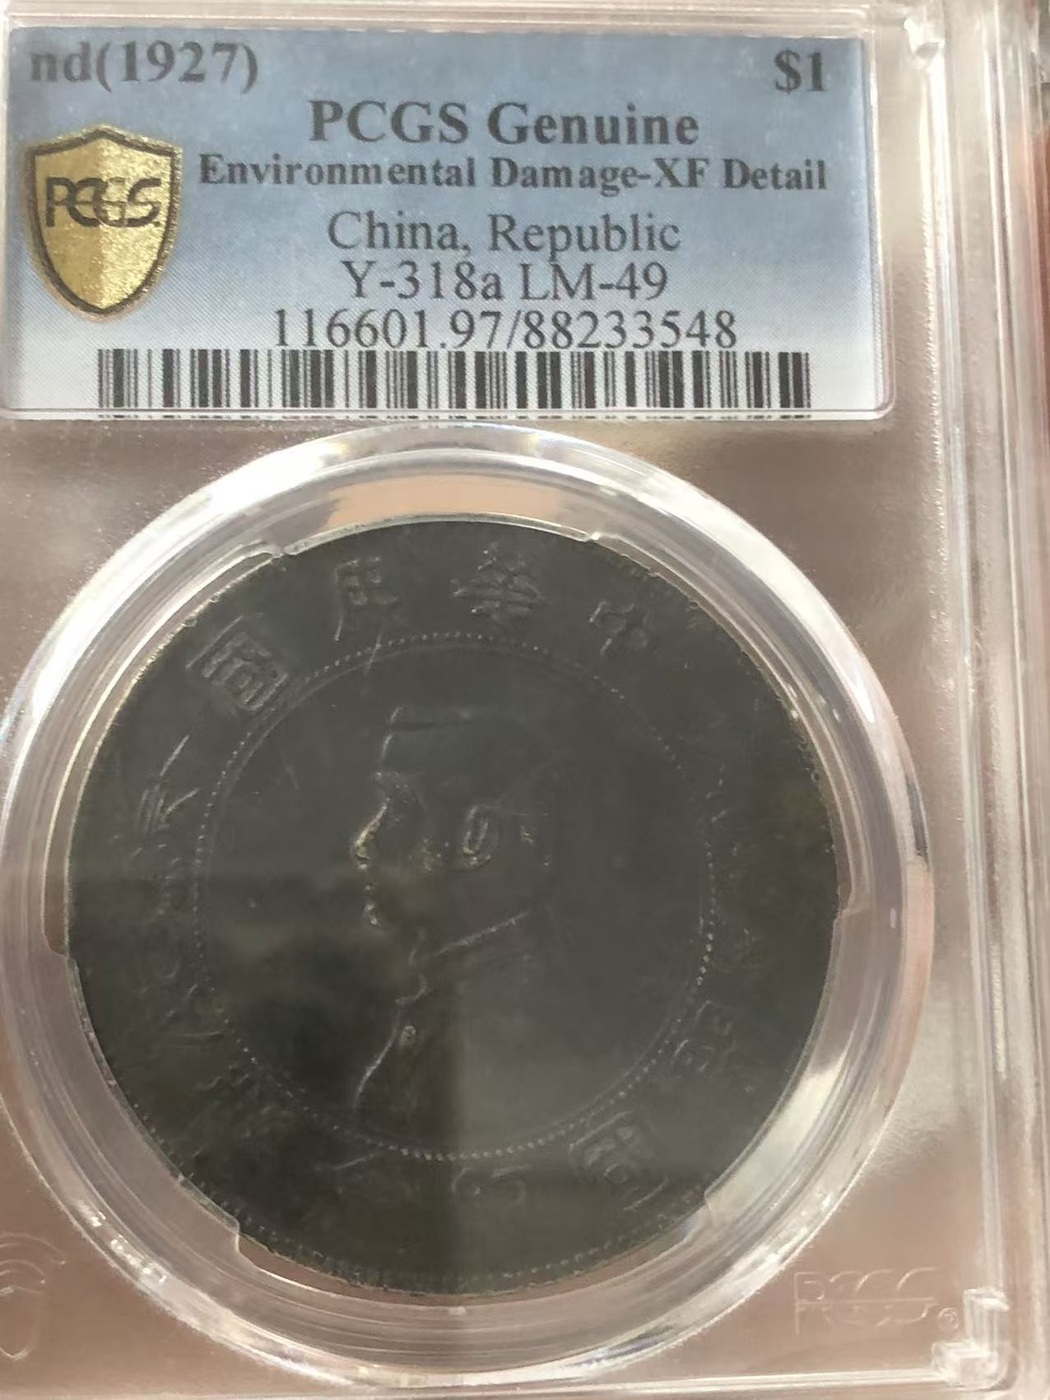 nd(1927) $1
PCGS Genuine
Environmental Damage-XF Detail
China, Republic
Y-318a LM-49
116601.97/88233548
PCGS
中華民國
PCGS